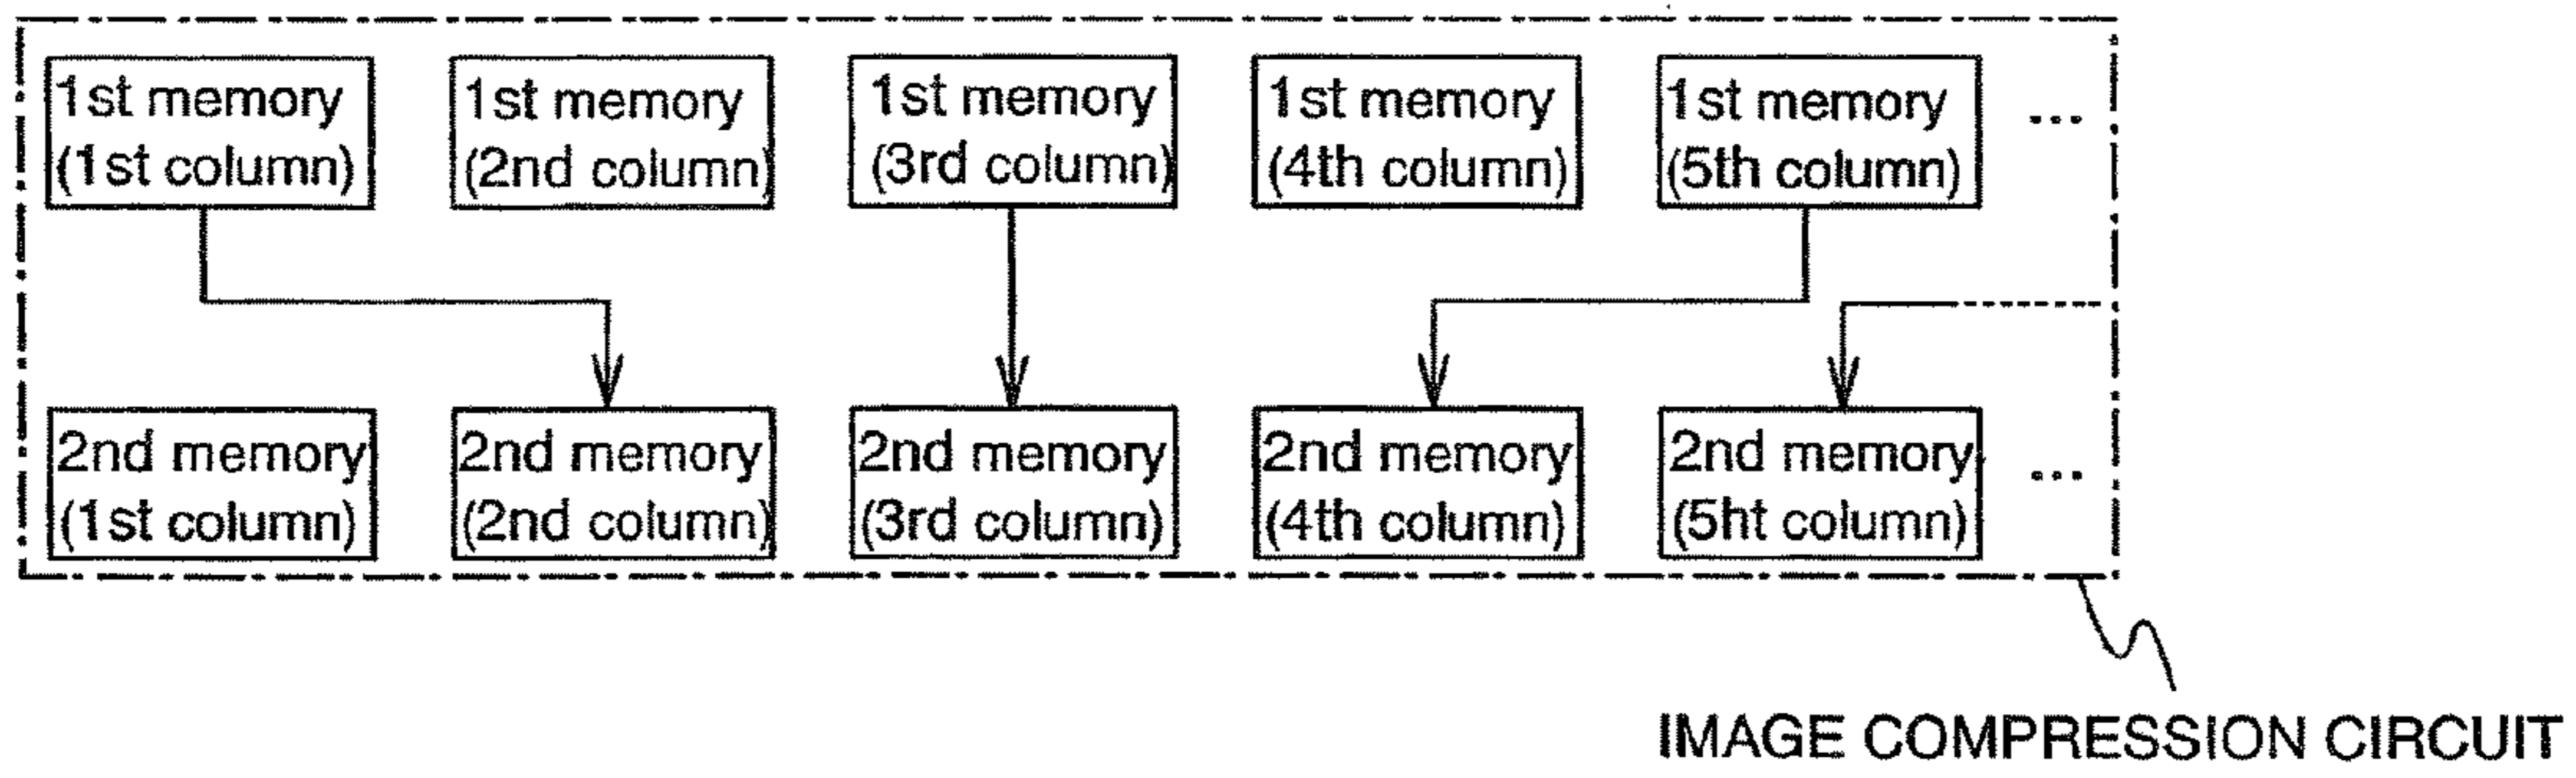 1st memory
(1st column)
1st memory
(2nd column)
1st memory
(3rd column)
1st memory
(4th column)
1st memory
(5th column)
...
2nd memory
(1st column)
2nd memory
(2nd column)
2nd memory
(3rd column)
2nd memory
(4th column)
2nd memory
(5ht column)
...
IMAGE COMPRESSION CIRCUIT